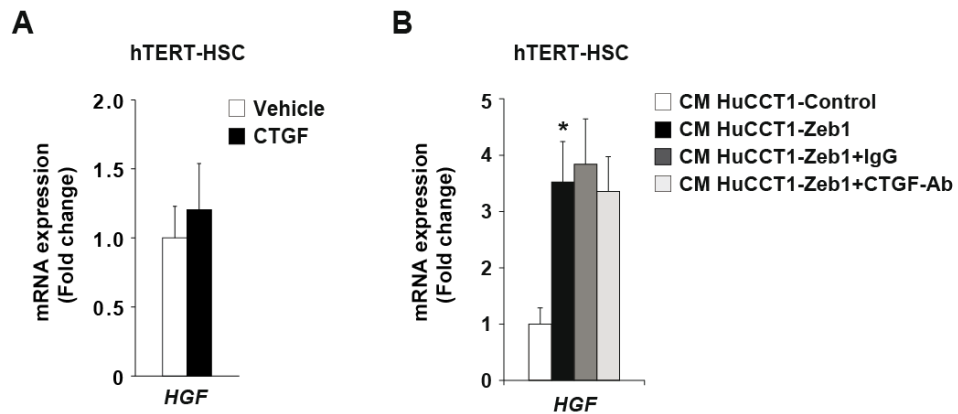 A
hTERT-HSC
mRNA expression
(Fold change)
2.0
1.5
1.0
0.5
0
Vehicle
CTGF
HGF
B
hTERT-HSC
mRNA expression
(Fold change)
5
4
3
2
1
0
*
CM HuCCT1-Control
CM HuCCT1-Zeb1
CM HuCCT1-Zeb1+IgG
CM HuCCT1-Zeb1+CTGF-Ab
HGF